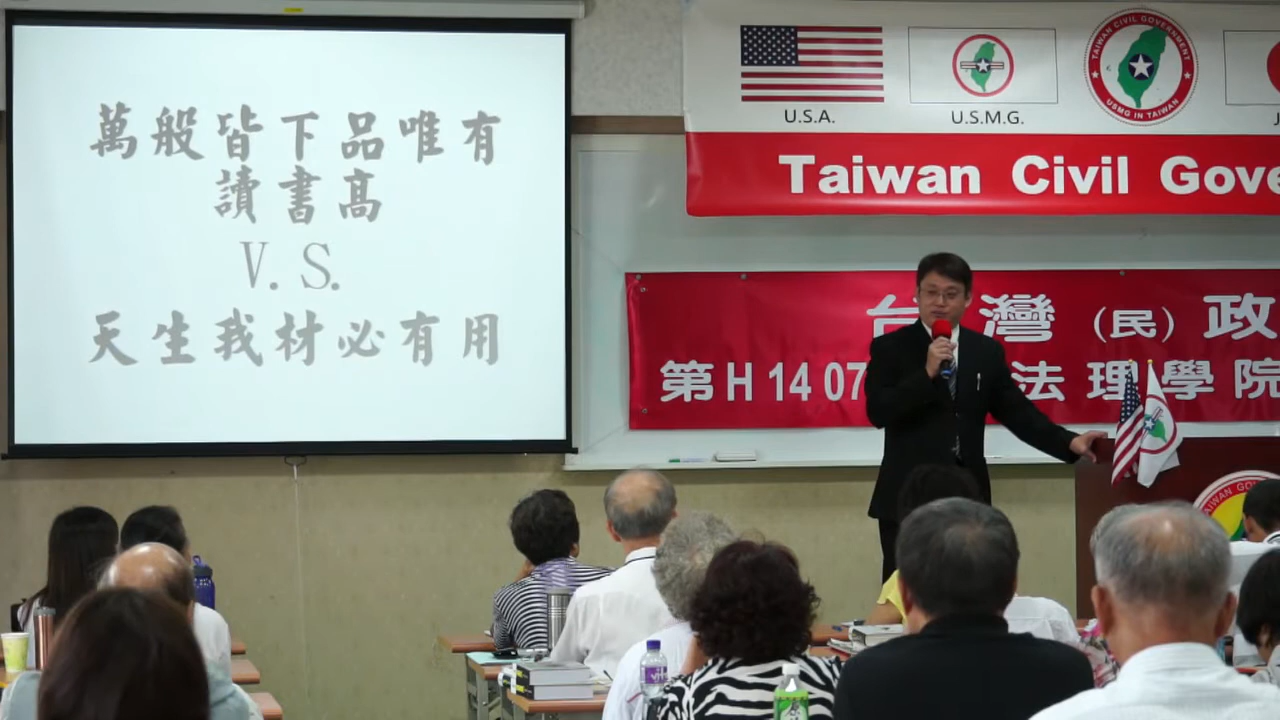 萬般皆下品唯有
讀書高
V.S.
天生我材必有用
U.S.A.
U.S.M.G.
TAIWAN CIVIL GOVERNMENT
USMG IN TAIWAN
J
Taiwan Civil Gove
台灣(民)政
第H 14 07 法理學院
TAIWAN GO